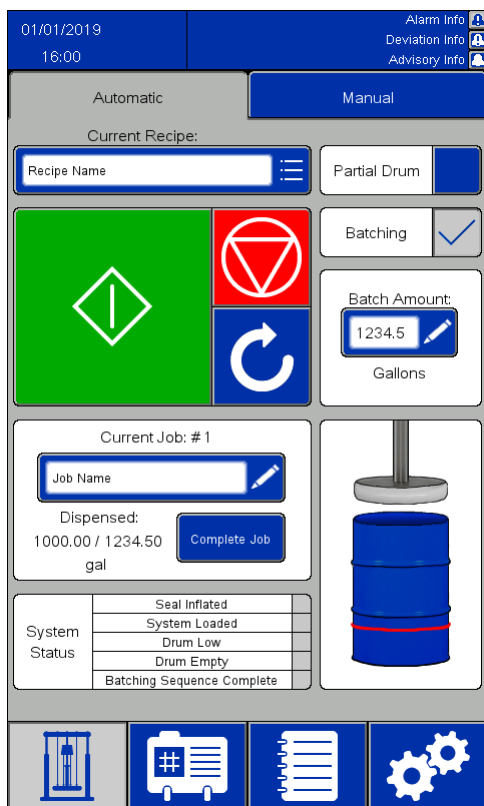 01/01/2019
16:00
Alarm Info
Deviation Info
Advisory Info
Automatic
Manual
Current Recipe:
Recipe Name
Partial Drum
Batching
Batch Amount:
1234.5
Gallons
Current Job: #1
Job Name
Dispensed:
1000.00 / 1234.50
gal
Complete Job
System
Status
Seal Inflated
System Loaded
Drum Low
Drum Empty
Batching Sequence Complete
#